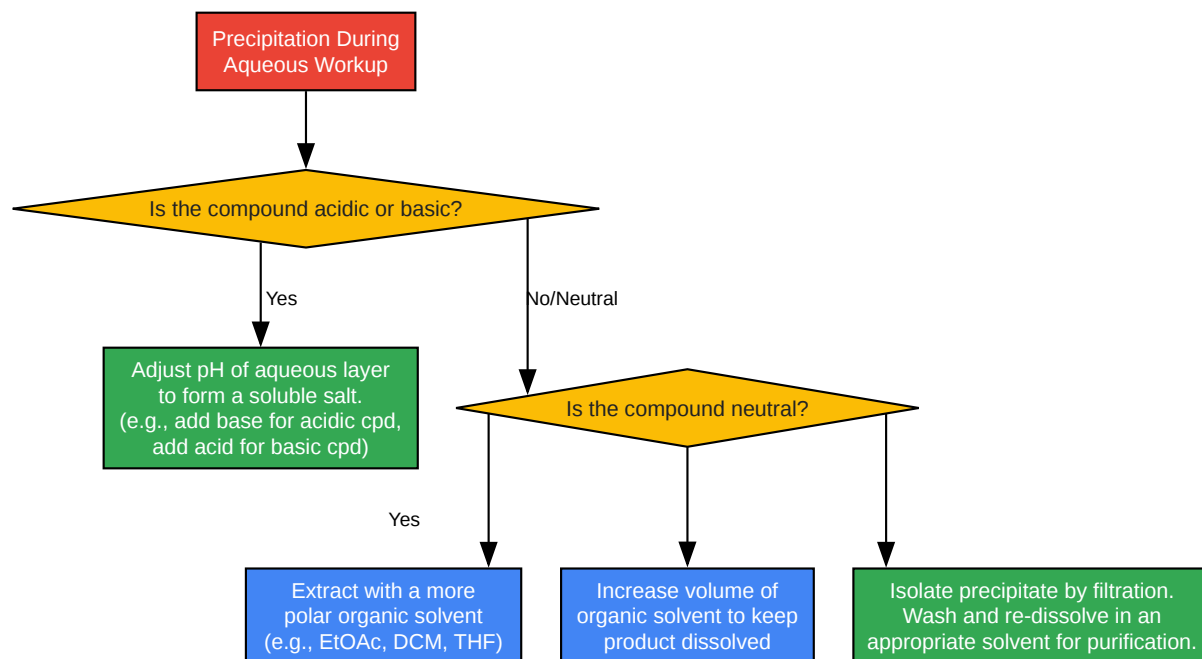 Precipitation During
Aqueous Workup
Is the compound acidic or basic?
Yes
No/Neutral
Adjust pH of aqueous layer
to form a soluble salt.
(e.g., add base for acidic cpd,
add acid for basic cpd)
Is the compound neutral?
Yes
Extract with a more
polar organic solvent
(e.g., EtOAc, DCM, THF)
Increase volume of
organic solvent to keep
product dissolved
Isolate precipitate by filtration.
Wash and re-dissolve in an
appropriate solvent for purification.